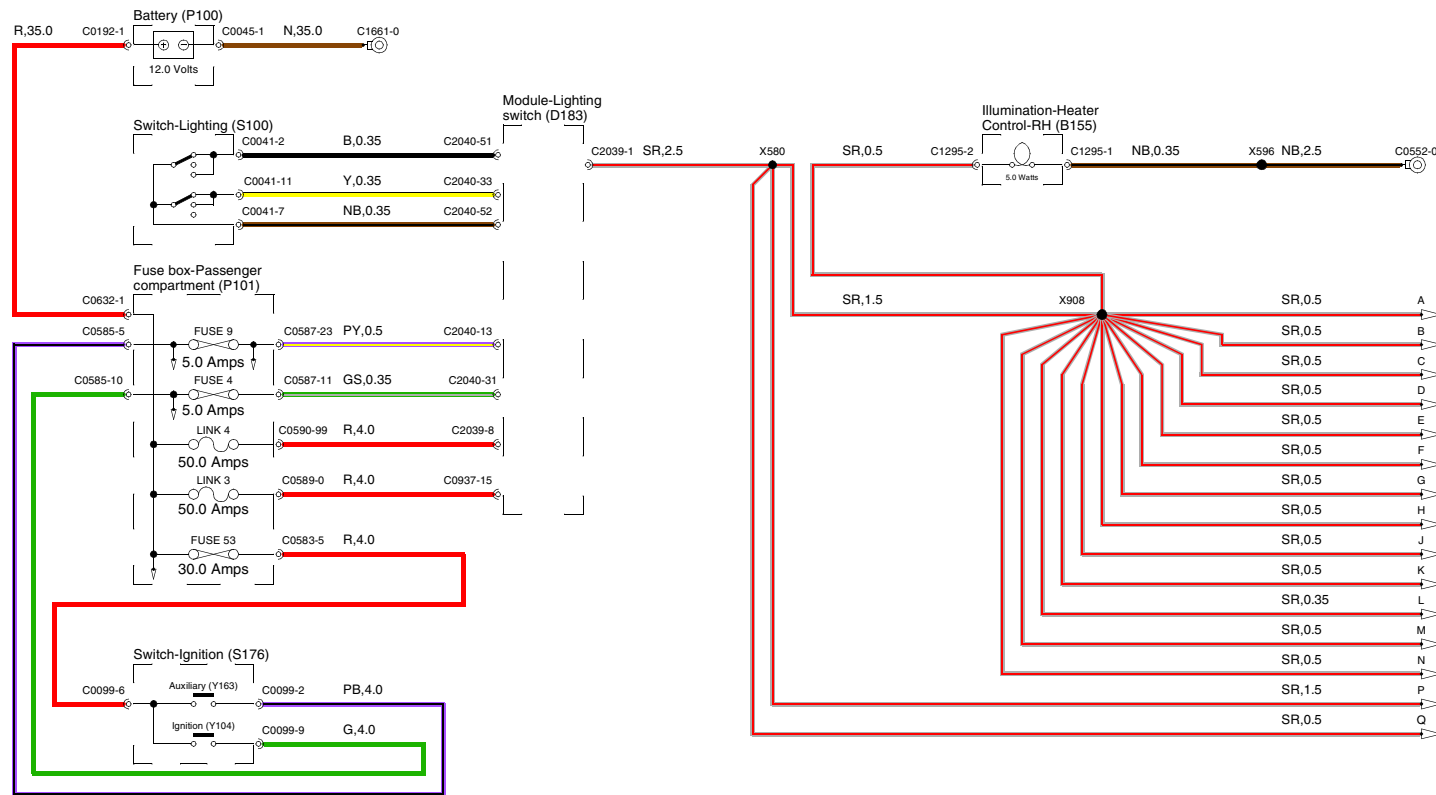 Battery (P100)
R,35.0
C0192-1
C0045-1
N,35.0
C1661-0
12.0 Volts
Module-Lighting
switch (D183)
Illumination-Heater
Control-RH (B155)
Switch-Lighting (S100)
C0041-2
B,0.35
C2040-51
C2039-1
SR,2.5
X580
SR,0.5
C1295-2
C1295-1
NB,0.35
X596
NB,2.5
C0552-0
5.0 Watts
C0041-11
Y,0.35
C2040-33
C0041-7
NB,0.35
C2040-52
Fuse box-Passenger
compartment (P101)
C0632-1
SR,1.5
X908
SR,0.5
A
C0585-5
FUSE 9
C0587-23
PY,0.5
C2040-13
5.0 Amps
SR,0.5
B
SR,0.5
C
C0585-10
FUSE 4
C0587-11
GS,0.35
C2040-31
5.0 Amps
SR,0.5
D
SR,0.5
E
LINK 4
C0590-99
R,4.0
C2039-8
50.0 Amps
SR,0.5
F
SR,0.5
G
LINK 3
C0589-0
R,4.0
C0937-15
50.0 Amps
SR,0.5
H
SR,0.5
J
FUSE 53
C0583-5
R,4.0
30.0 Amps
SR,0.5
K
SR,0.35
L
SR,0.5
M
Switch-Ignition (S176)
SR,0.5
N
C0099-6
Auxiliary (Y163)
C0099-2
PB,4.0
SR,1.5
P
Ignition (Y104)
C0099-9
G,4.0
SR,0.5
Q